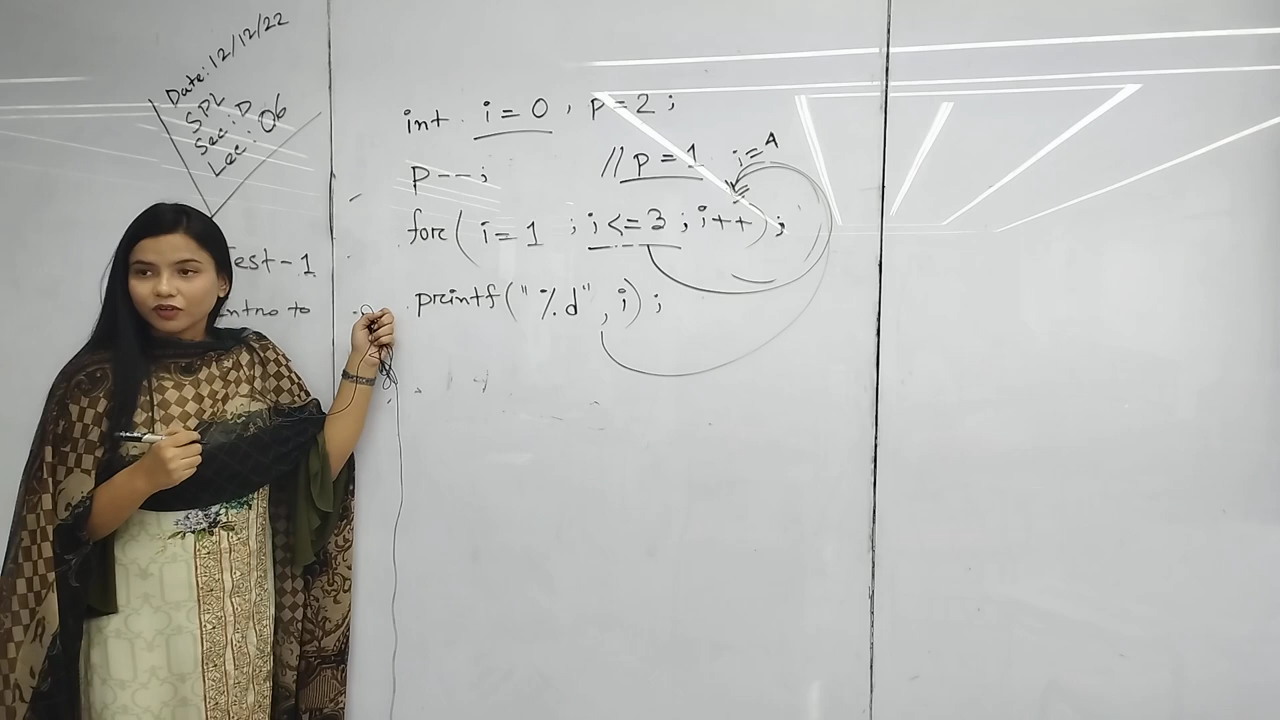 Date: 12/12/22
SPL
Sec: D
Lec: 06
Test-1
Intro to
int i = 0, p = 2;
p--; // p = 1 i = 4
for( i = 1 ; i <= 3 ; i++) ;
printf("%d", i);